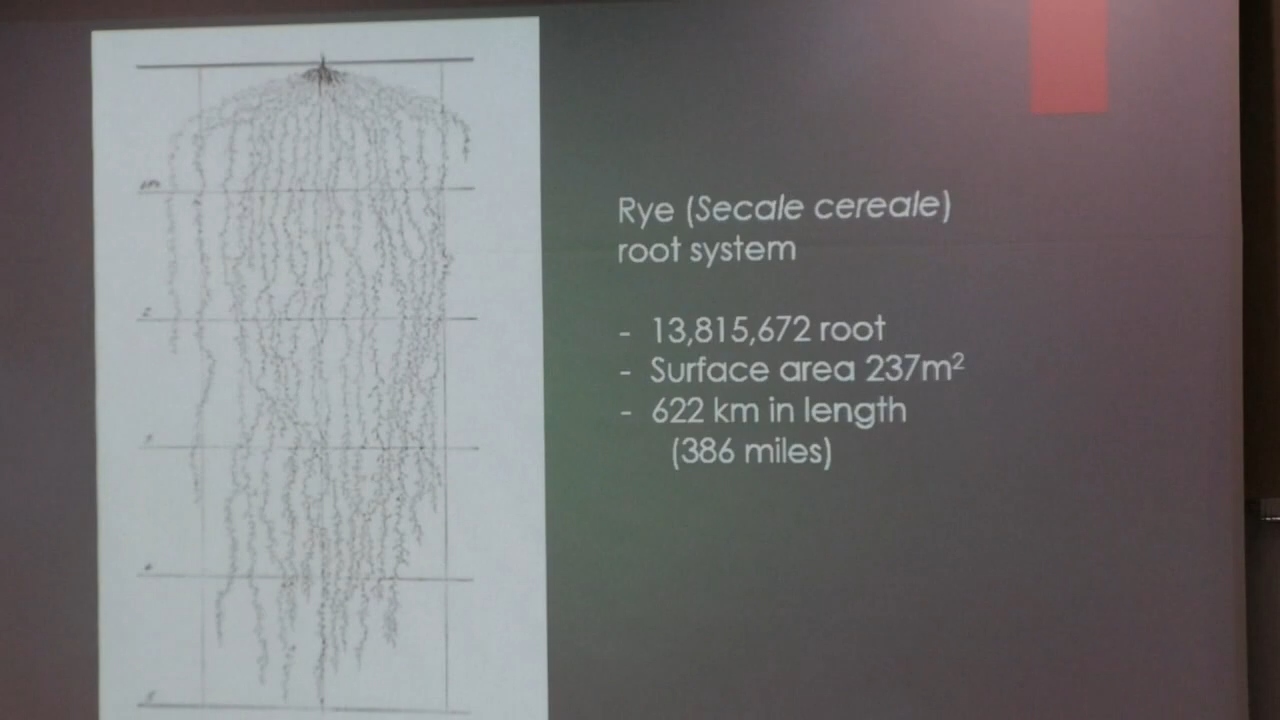 Rye (Secale cereale)
root system
- 13,815,672 root
- Surface area 237m²
- 622 km in length
(386 miles)